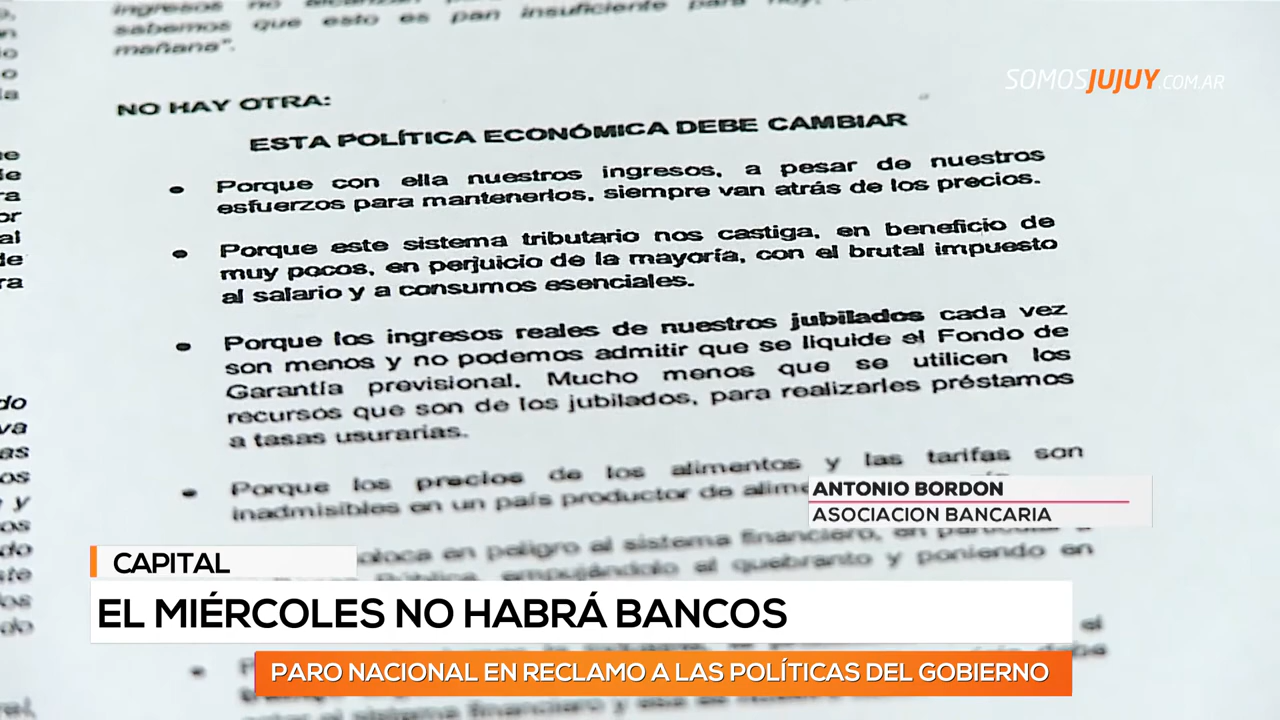 ingresos no alcanzan
sabemos que esto es pan insuficiente para hoy,
mañana".
SOMOSJUJUY.COM.AR
NO HAY OTRA:
ESTA POLÍTICA ECONÓMICA DEBE CAMBIAR
• Porque con ella nuestros ingresos, a pesar de nuestros
esfuerzos para mantenerlos, siempre van atrás de los precios.
• Porque este sistema tributario nos castiga, en beneficio de
muy pocos, en perjuicio de la mayoría, con el brutal impuesto
al salario y a consumos esenciales.
• Porque los ingresos reales de nuestros jubilados cada vez
son menos y no podemos admitir que se liquide el Fondo de
Garantía previsional. Mucho menos que se utilicen los
recursos que son de los jubilados, para realizarles préstamos
a tasas usurarias.
• Porque los precios de los alimentos y las tarifas son
inadmisibles en un país productor de
ANTONIO BORDON
ASOCIACION BANCARIA
en peligro al sistema financiero, en particular
empujándolo al quebranto y poniendo en
CAPITAL
EL MIÉRCOLES NO HABRÁ BANCOS
PARO NACIONAL EN RECLAMO A LAS POLÍTICAS DEL GOBIERNO